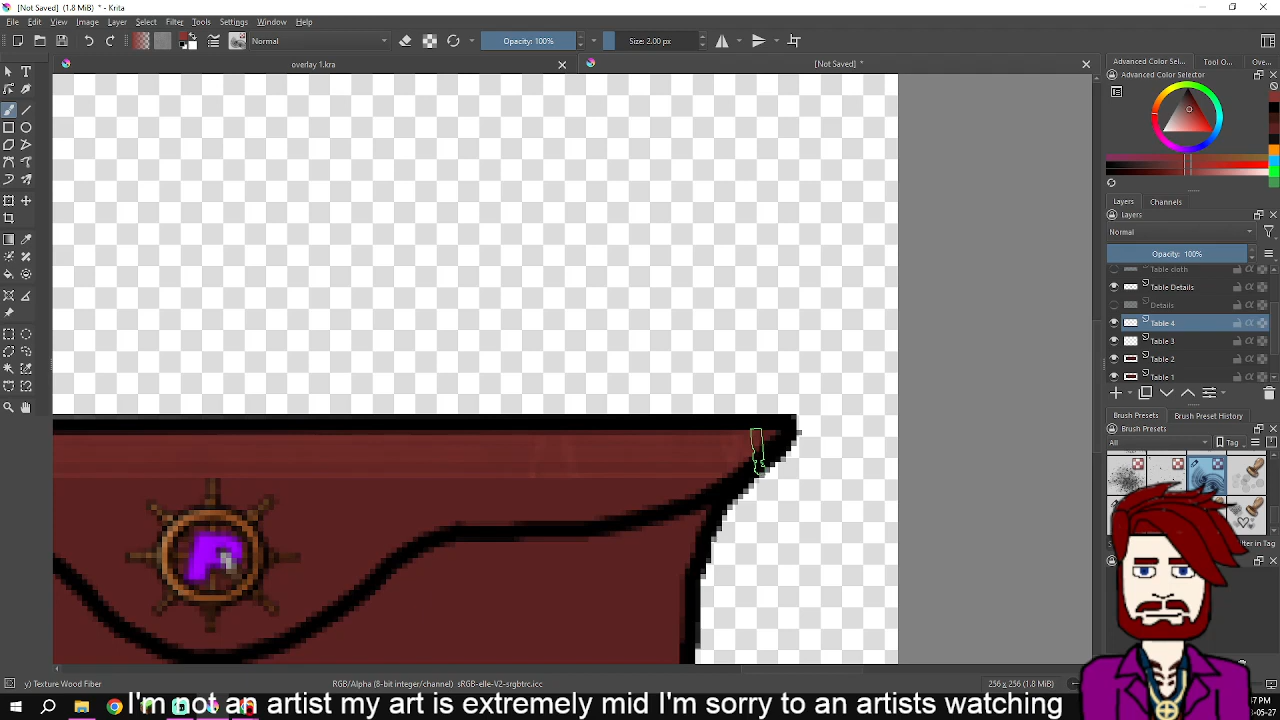 [Not Saved] (1.8 MiB) * - Krita
File Edit View Image Layer Select Filter Tools Settings Window Help
Normal Opacity: 100% Size: 2.00 px
overlay 1.kra [Not Saved] *
Advanced Color Sel... Tool O... Ove...
Advanced Color Selector
Layers Channels
Layers
Normal
Opacity: 100%
Table cloth
Table Details
Details
Table 4
Table 3
Table 2
Table 1
Brush Presets Brush Preset History
Brush Presets
All Tag
er in Tag
y) Texture Wood Fiber RGB/Alpha (8-bit integer/channel) sRGB-elle-V2-srgbtrc.icc 256 x 256 (1.8 MiB)
I'm not an artist my art is extremely mid I'm sorry to an artists watching